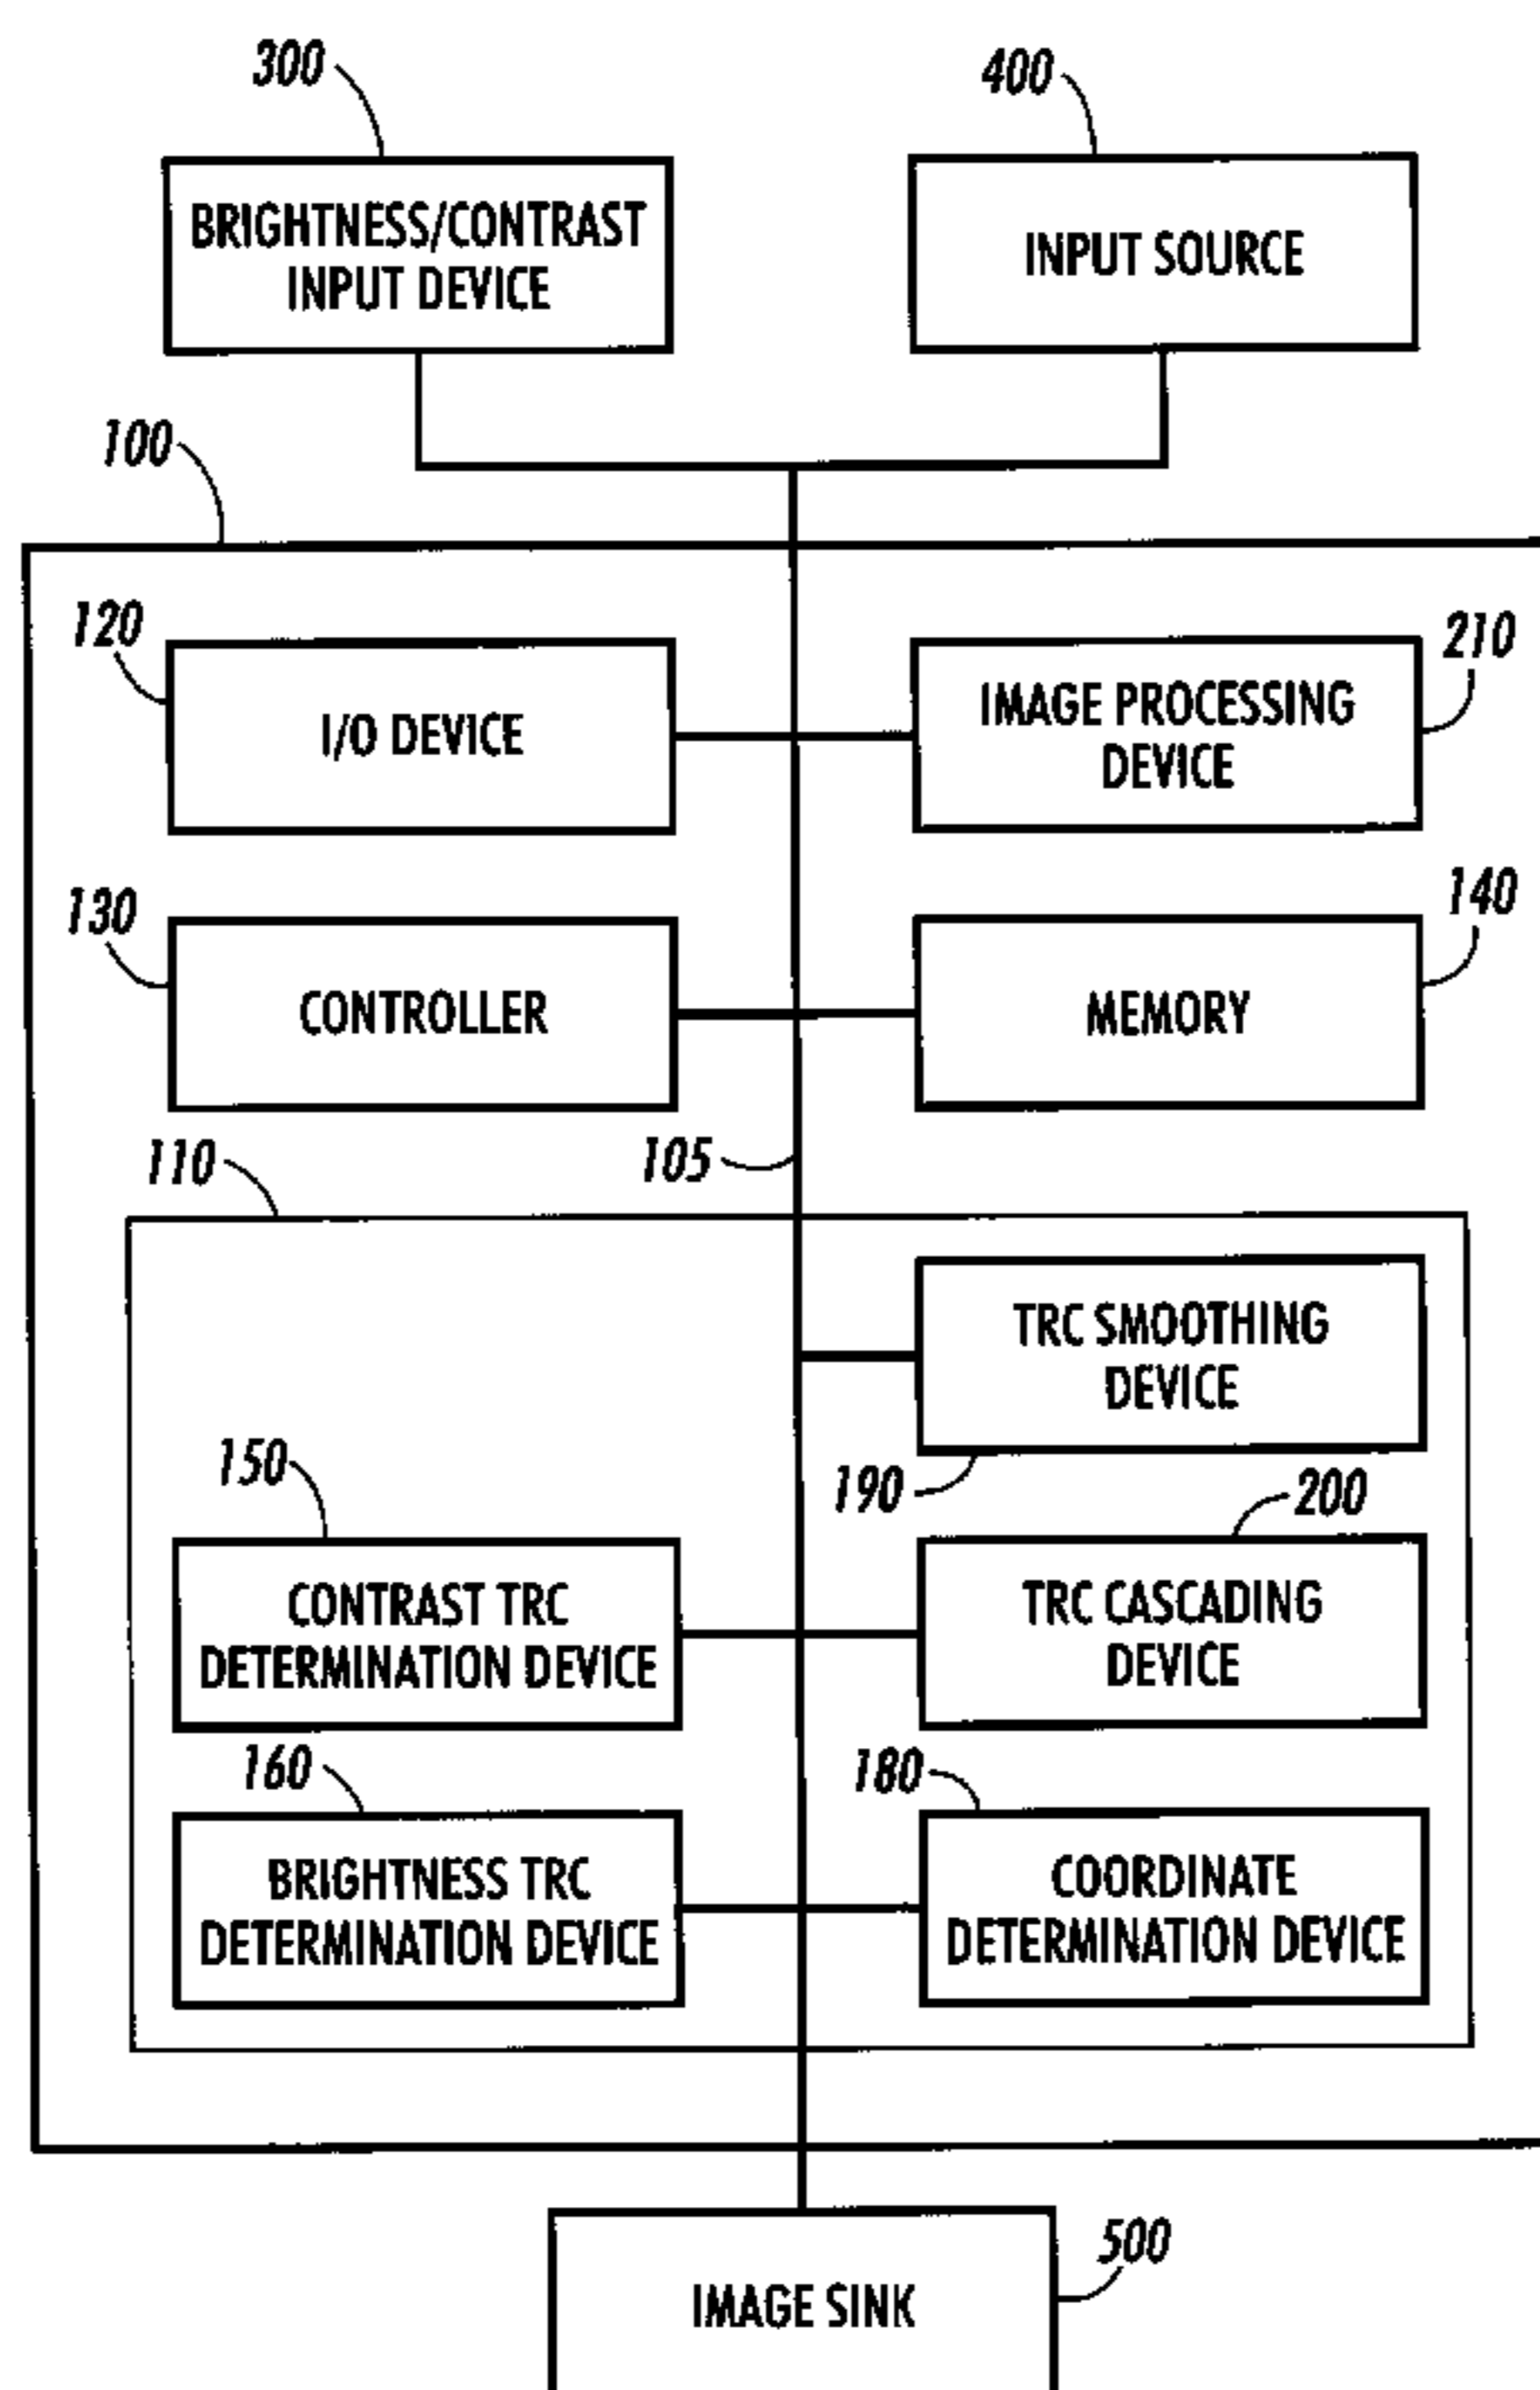 300
400
BRIGHTNESS/CONTRAST
INPUT DEVICE
INPUT SOURCE
100
120
210
I/O DEVICE
IMAGE PROCESSING
DEVICE
130
140
CONTROLLER
MEMORY
110
105
TRC SMOOTHING
DEVICE
150
190
200
CONTRAST TRC
DETERMINATION DEVICE
TRC CASCADING
DEVICE
160
180
BRIGHTNESS TRC
DETERMINATION DEVICE
COORDINATE
DETERMINATION DEVICE
500
IMAGE SINK